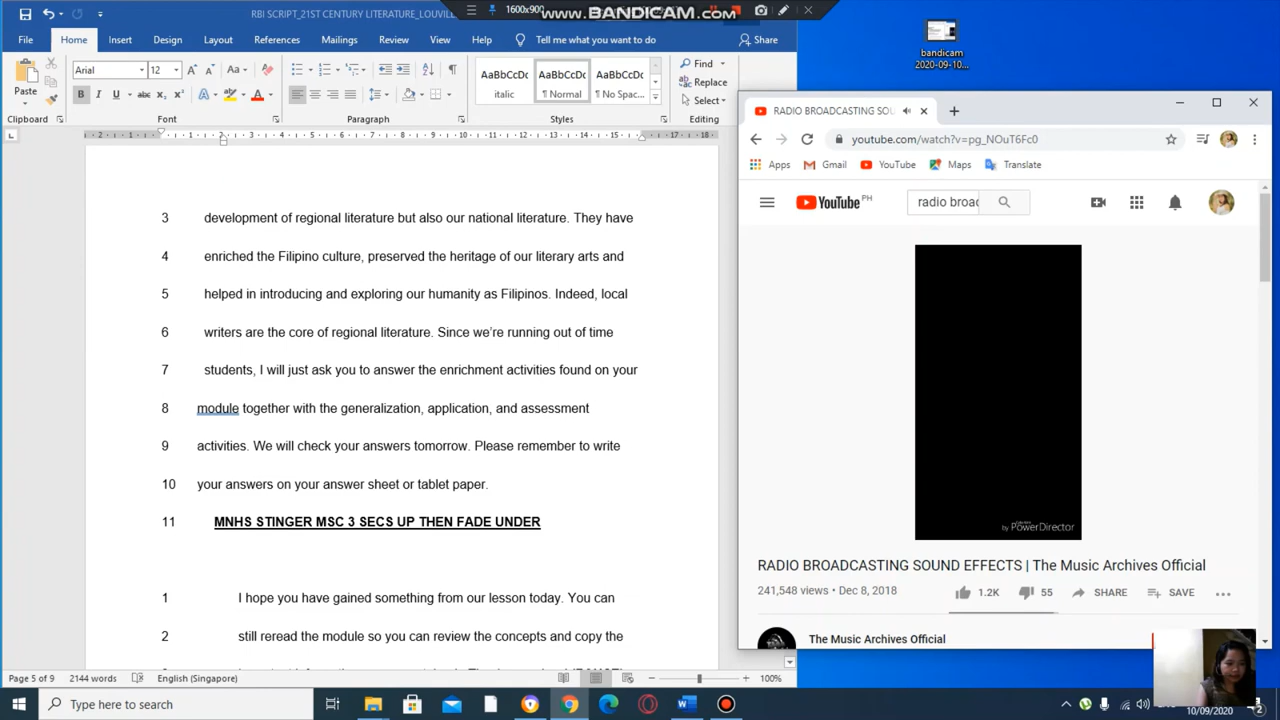 RBI SCRIPT_21ST CENTURY LITERATURE_LOUVILL
1600x900
www.BANDICAM.com
File Home Insert Design Layout References Mailings Review View Help Tell me what you want to do Share
Paste
Arial 12
Clipboard Font Paragraph Styles Editing
AaBbCcDc AaBbCcDc AaBbCcDc
italic ¶ Normal ¶ No Spac...
Find
Replace
Select
3 development of regional literature but also our national literature. They have
4 enriched the Filipino culture, preserved the heritage of our literary arts and
5 helped in introducing and exploring our humanity as Filipinos. Indeed, local
6 writers are the core of regional literature. Since we're running out of time
7 students, I will just ask you to answer the enrichment activities found on your
8 module together with the generalization, application, and assessment
9 activities. We will check your answers tomorrow. Please remember to write
10 your answers on your answer sheet or tablet paper.
11 MNHS STINGER MSC 3 SECS UP THEN FADE UNDER
1 I hope you have gained something from our lesson today. You can
2 still reread the module so you can review the concepts and copy the
Page 5 of 9 2144 words English (Singapore) 100%
bandicam
2020-09-10...
RADIO BROADCASTING SOU
youtube.com/watch?v=pg_NOuT6Fc0
Apps Gmail YouTube Maps Translate
YouTube PH
radio broad
by PowerDirector
RADIO BROADCASTING SOUND EFFECTS | The Music Archives Official
241,548 views • Dec 8, 2018
1.2K 55 SHARE SAVE
The Music Archives Official
Type here to search
10/09/2020
2